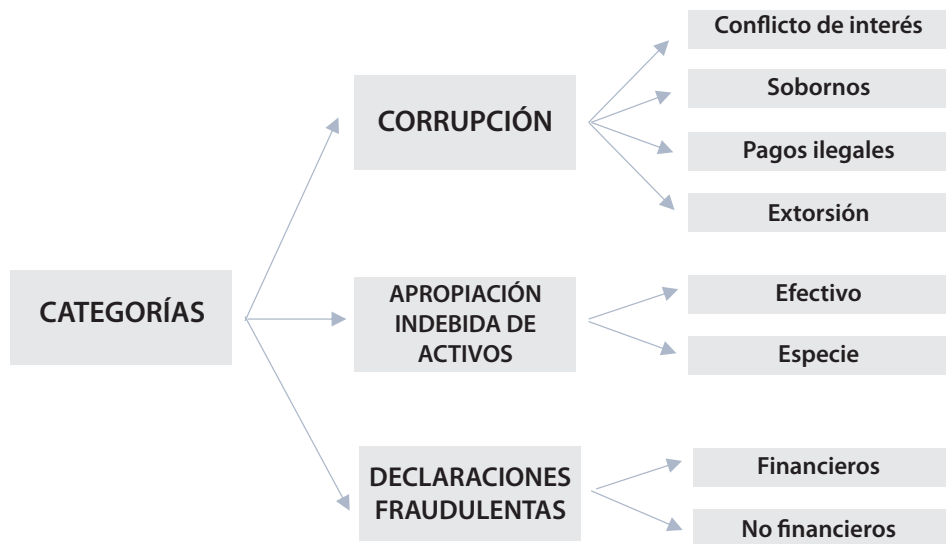 CATEGORÍAS
CORRUPCIÓN
Conflicto de interés
Sobornos
Pagos ilegales
Extorsión
APROPIACIÓN
INDEBIDA DE
ACTIVOS
Efectivo
Especie
DECLARACIONES
FRAUDULENTAS
Financieros
No financieros